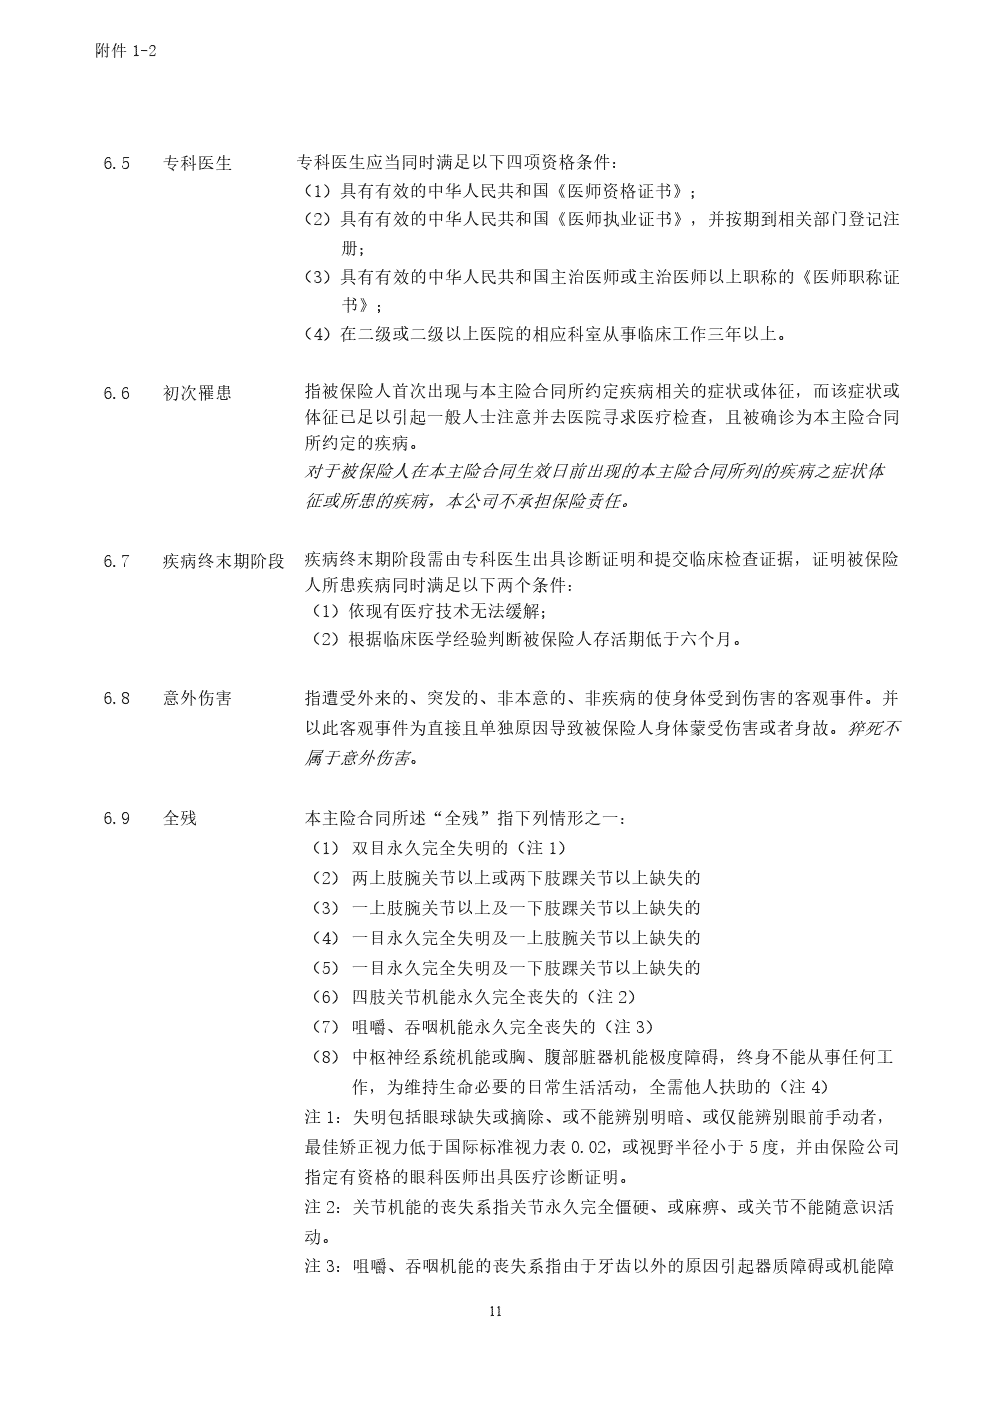 附件 1-2
6.5 专科医生 专科医生应当同时满足以下四项资格条件：
（1）具有有效的中华人民共和国《医师资格证书》;
（2）具有有效的中华人民共和国《医师执业证书》，并按期到相关部门登记注
册;
（3）具有有效的中华人民共和国主治医师或主治医师以上职称的《医师职称证
书》;
（4）在二级或二级以上医院的相应科室从事临床工作三年以上。
6.6 初次罹患 指被保险人首次出现与本主险合同所约定疾病相关的症状或体征，而该症状或
体征已足以引起一般人士注意并去医院寻求医疗检查，且被确诊为本主险合同
所约定的疾病。
对于被保险人在本主险合同生效日前出现的本主险合同所列的疾病之症状体
征或所患的疾病，本公司不承担保险责任。
6.7 疾病终末期阶段 疾病终末期阶段需由专科医生出具诊断证明和提交临床检查证据，证明被保险
人所患疾病同时满足以下两个条件：
（1）依现有医疗技术无法缓解;
（2）根据临床医学经验判断被保险人存活期低于六个月。
6.8 意外伤害 指遭受外来的、突发的、非本意的、非疾病的使身体受到伤害的客观事件。并
以此客观事件为直接且单独原因导致被保险人身体蒙受伤害或者身故。猝死不
属于意外伤害。
6.9 全残 本主险合同所述“全残”指下列情形之一：
（1） 双目永久完全失明的（注 1）
（2） 两上肢腕关节以上或两下肢踝关节以上缺失的
（3） 一上肢腕关节以上及一下肢踝关节以上缺失的
（4） 一目永久完全失明及一上肢腕关节以上缺失的
（5） 一目永久完全失明及一下肢踝关节以上缺失的
（6） 四肢关节机能永久完全丧失的（注 2）
（7） 咀嚼、吞咽机能永久完全丧失的（注 3）
（8） 中枢神经系统机能或胸、腹部脏器机能极度障碍，终身不能从事任何工
作，为维持生命必要的日常生活活动，全需他人扶助的（注 4）
注 1：失明包括眼球缺失或摘除、或不能辨别明暗、或仅能辨别眼前手动者，
最佳矫正视力低于国际标准视力表 0.02，或视野半径小于 5 度，并由保险公司
指定有资格的眼科医师出具医疗诊断证明。
注 2：关节机能的丧失系指关节永久完全僵硬、或麻痹、或关节不能随意识活
动。
注 3：咀嚼、吞咽机能的丧失系指由于牙齿以外的原因引起器质障碍或机能障
11